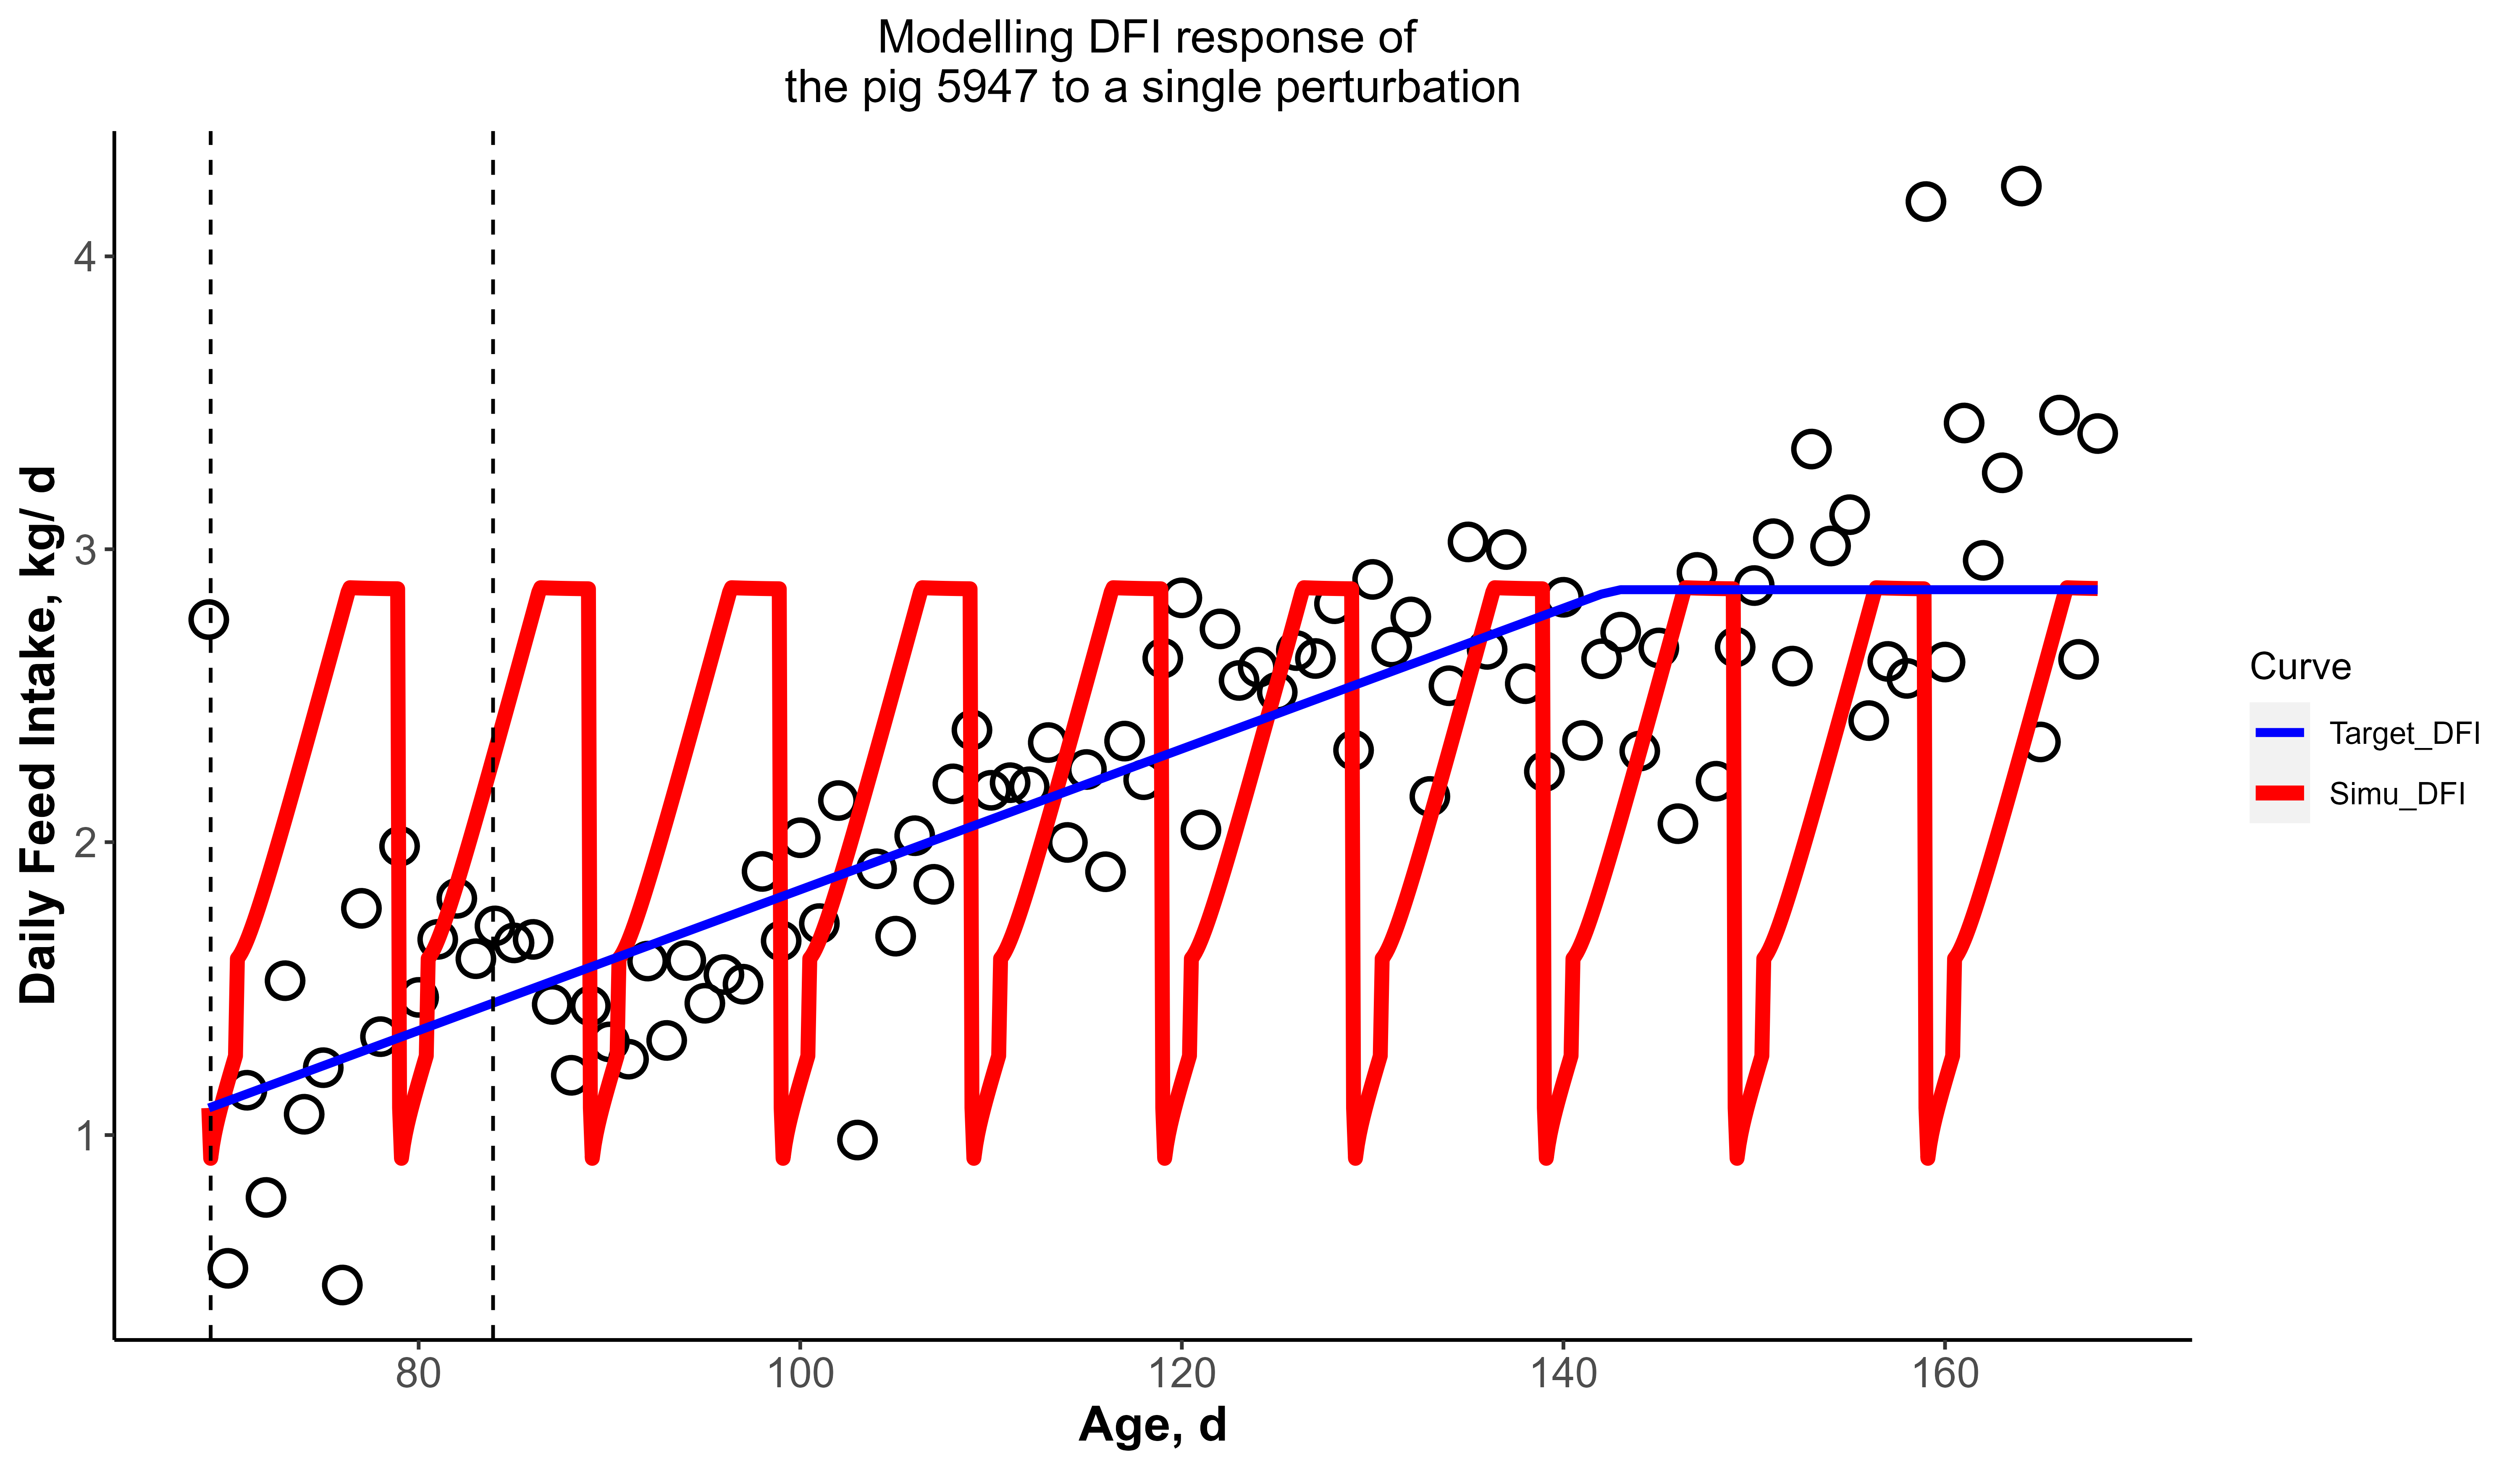 Modelling DFI response of
the pig 5947 to a single perturbation
Daily Feed Intake, kg/ d
4
3
2
1
80
100
120
140
160
Age, d
Curve
Target_DFI
Simu_DFI